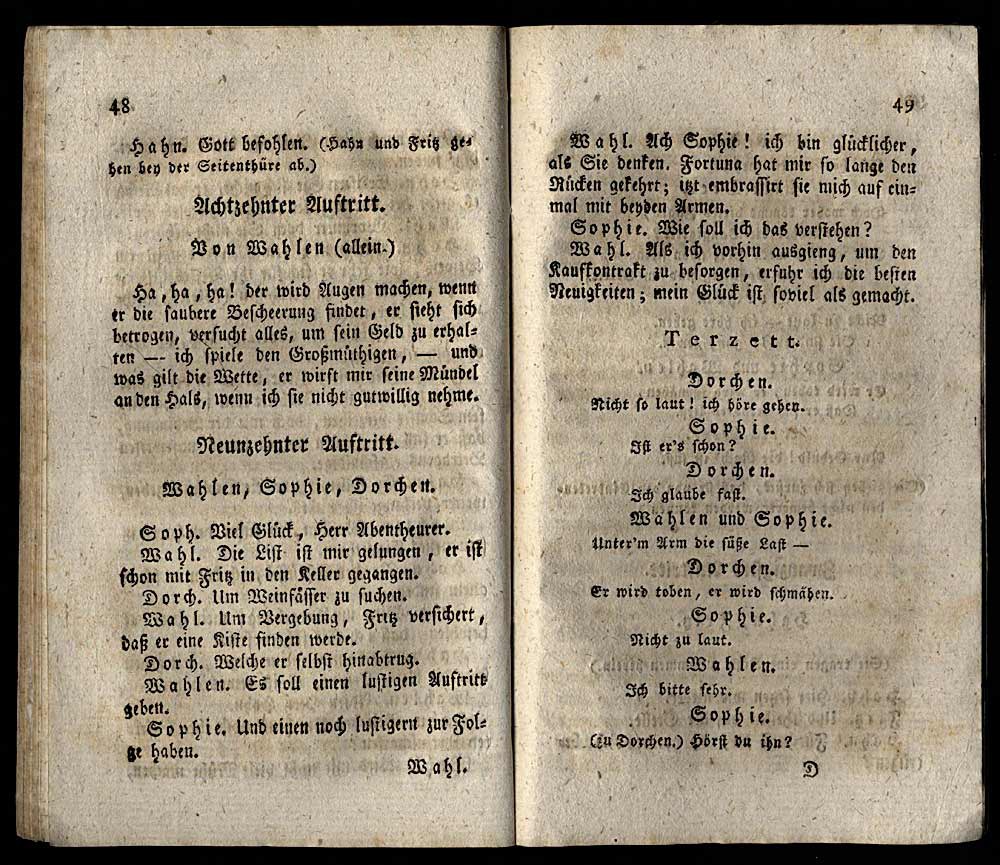 48
Hahn. Gott befohlen. (Hahn und Fritz ge-
hen bey der Seitenthüre ab.)
Achtzehnter Auftritt.
Von Wahlen (allein.)
Ha, ha, ha! der wird Augen machen, wenn
er die saubere Bescheerung findet, er sieht sich
betrogen, versucht alles, um sein Geld zu erhal-
ten — ich spiele den Großmüthigen, — und
was gilt die Wette, er wirft mir seine Mündel
an den Hals, wenn ich sie nicht gutwillig nehme.
Neunzehnter Auftritt.
Wahlen, Sophie, Dorchen.
Soph. Viel Glück, Herr Abentheurer.
Wahl. Die List ist mir gelungen, er ist
schon mit Fritz in den Keller gegangen.
Dorch. Um Weinfässer zu suchen.
Wahl. Um Vergebung, Fritz versichert,
daß er eine Kiste finden werde.
Dorch. Welche er selbst hinabtrug.
Wahlen. Es soll einen lustigen Auftritt
geben.
Sophie. Und einen noch lustigern zur Fol-
ge haben.
Wahl.
49
Wahl. Ach Sophie! ich bin glücklicher,
als Sie denken. Fortuna hat mir so lange den
Rücken gekehrt; itzt embrassirt sie mich auf ein-
mal mit beyden Armen.
Sophie. Wie soll ich das verstehen?
Wahl. Als ich vorhin ausgieng, um den
Kaufkontrakt zu besorgen, erfuhr ich die besten
Neuigkeiten; mein Glück ist soviel als gemacht.
Terzett.
Dorchen.
Nicht so laut! ich höre gehen.
Sophie.
Ist er's schon?
Dorchen.
Ich glaube fast.
Wahlen und Sophie.
Unter'm Arm die süße Last —
Dorchen.
Er wird toben, er wird schmähen.
Sophie.
Nicht zu laut.
Wahlen.
Ich bitte sehr.
Sophie.
(zu Dorchen.) Hörst du ihn?
D